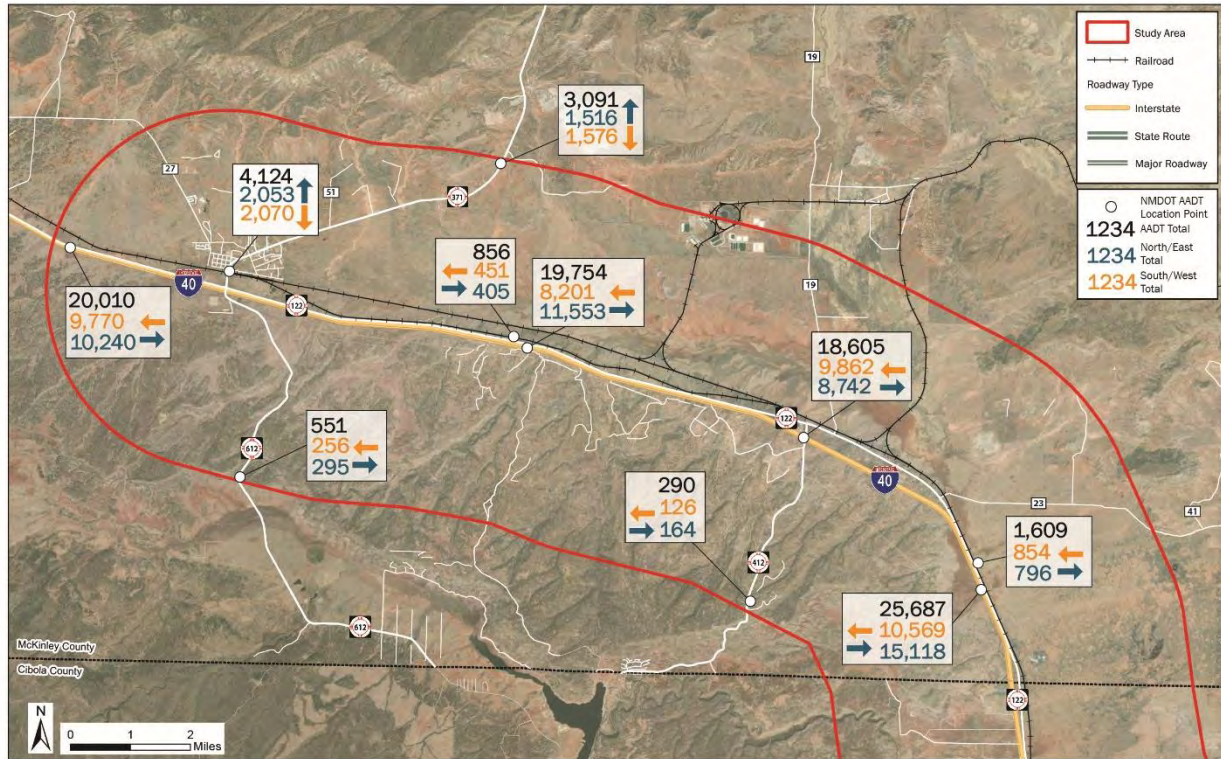 Study Area
Railroad
Roadway Type
Interstate
State Route
Major Roadway
NMDOT AADT
Location Point
1234 AADT Total
1234 North/East
Total
1234 South/West
Total
19
3,091
1,516
1,576
27
51
371
4,124
2,053
2,070
856
451
405
19,754
8,201
11,553
19
20,010
9,770
10,240
40
122
18,605
9,862
8,742
122
551
256
295
612
40
290
126
164
23
41
1,609
854
796
412
25,687
10,569
15,118
612
McKinley County
Cibola County
122
N
0 1 2
Miles